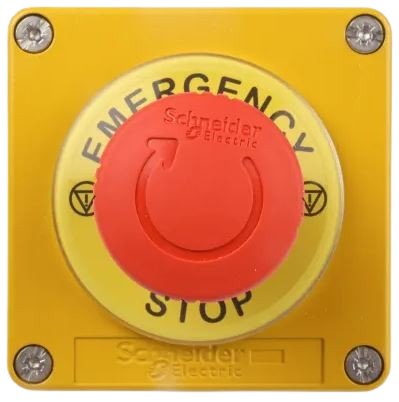 EMERGENCY
Schneider
Electric
STOP
Schneider
Electric